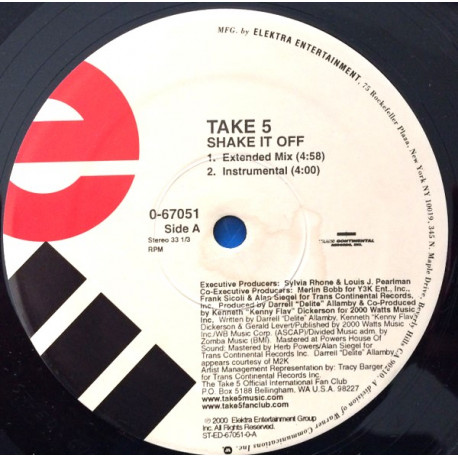 MFG. by ELEKTRA ENTERTAINMENT, 75 Rockefeller Plaza, New York NY 10019, 345 N. Maple Drive, Beverly Hills CA 90210. A division of Warner Communications Inc.
e
TAKE 5
SHAKE IT OFF
1. Extended Mix (4:58)
2. Instrumental (4:00)
0-67051
Side A
Stereo 33 1/3
RPM
TRANS CONTINENTAL
RECORDS, INC.
Executive Producers: Sylvia Rhone & Louis J. Pearlman
Co-Executive Producers: Merlin Bobb for Y3K Ent., Inc.,
Frank Sicoli & Alan Siegel for Trans Continental Records,
Inc. Produced by Darrell "Delite" Allamby & Co-Produced
by Kenneth "Kenny Flav" Dickerson for 2000 Watts Music
Inc, Written by Darrell "Delite" Allamby, Kenneth "Kenny Flav"
Dickerson & Gerald Levert/Published by 2000 Watts Music
Inc/WB Music Corp. (ASCAP)/Divided Music adm, by
Zomba Music (BMI). Mastered at Powers House Of
Sound; Mastered by Herb Powers/Alan Siegel for
Trans Continental Records Inc. Darrel "Delite" Allamby,
appears courtesy of M2K
Artist Management Representation by: Tracy Barger
for Trans Continental Records Inc.
The Take 5 Official International Fan Club
P.O. Box 5188 Bellingham, WA U.S.A. 98227
www.take5music.com
www.take5fanclub.com
℗ © 2000 Elektra Entertainment Group
Inc. All Rights Reserved.
ST-ED-67051-0-A